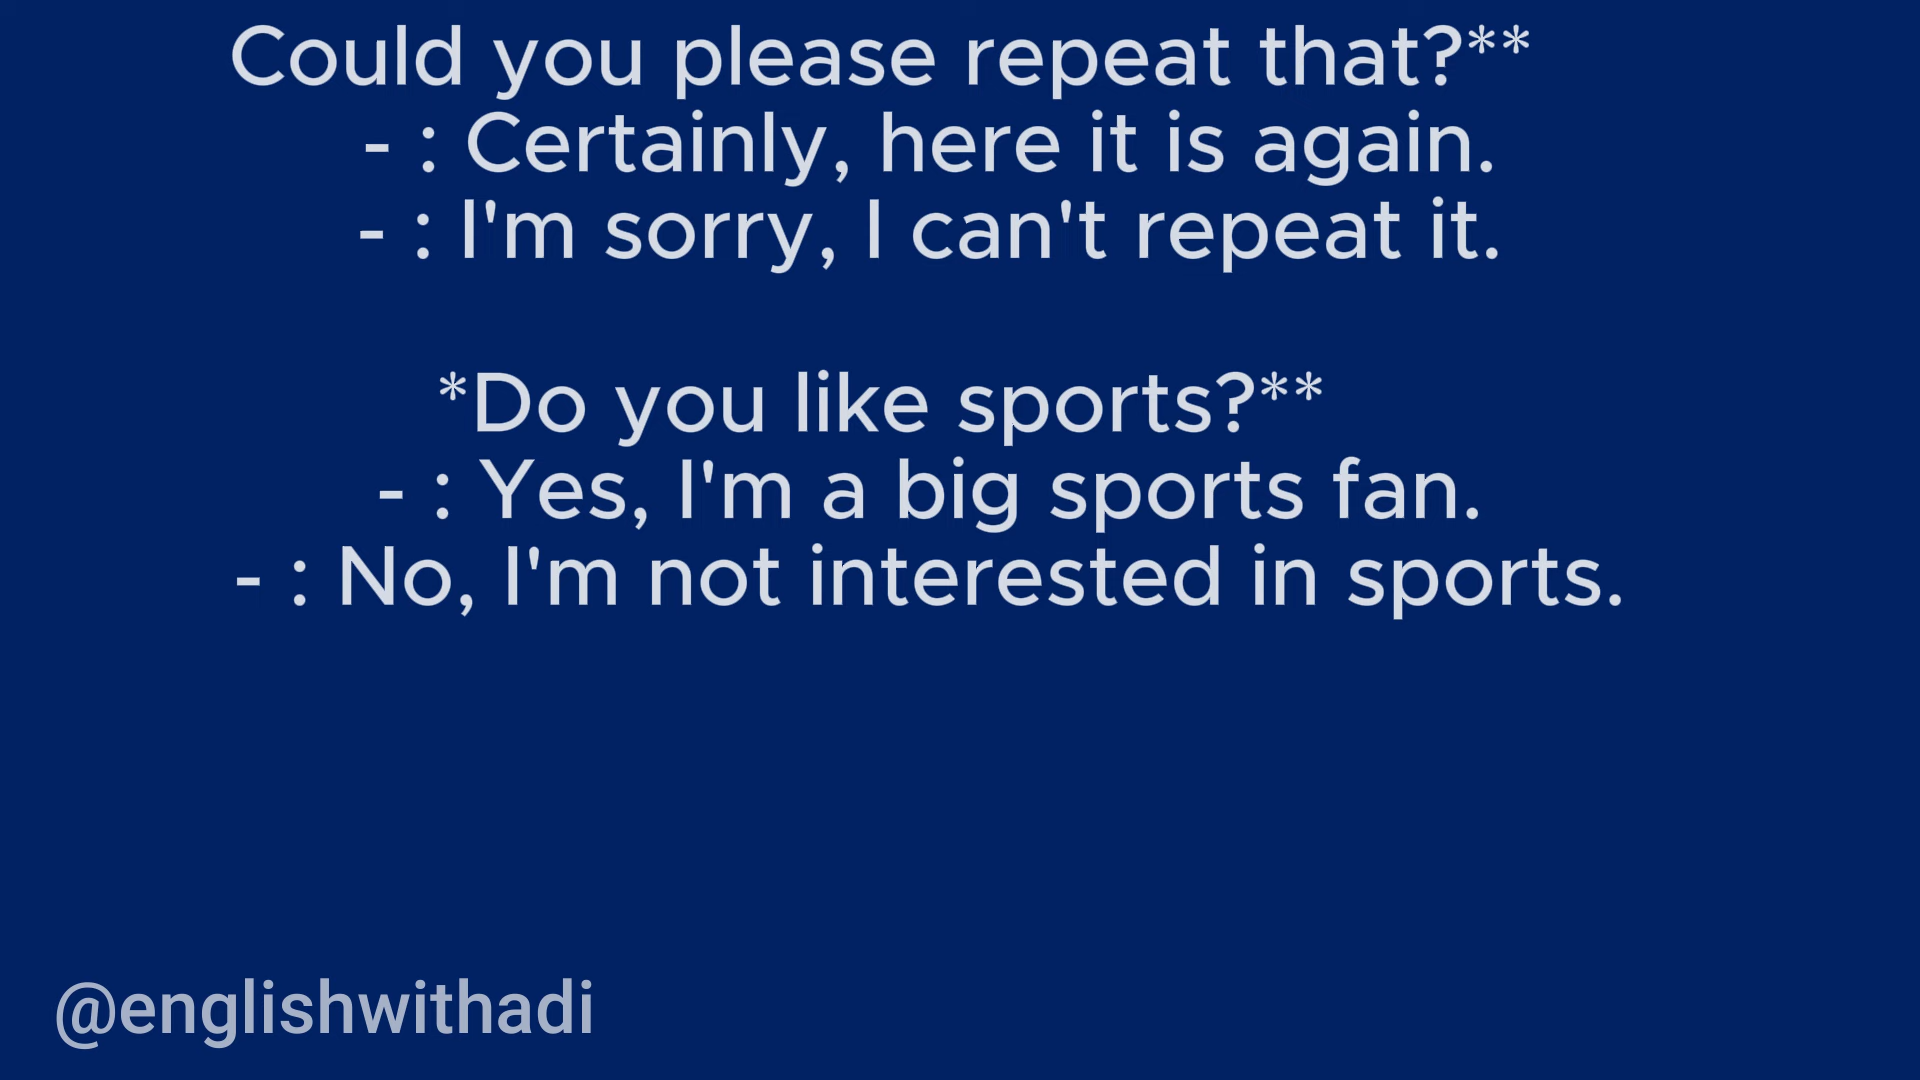 Could you please repeat that?**
- : Certainly, here it is again.
- : I'm sorry, I can't repeat it.
*Do you like sports?**
- : Yes, I'm a big sports fan.
- : No, I'm not interested in sports.
@englishwithadi